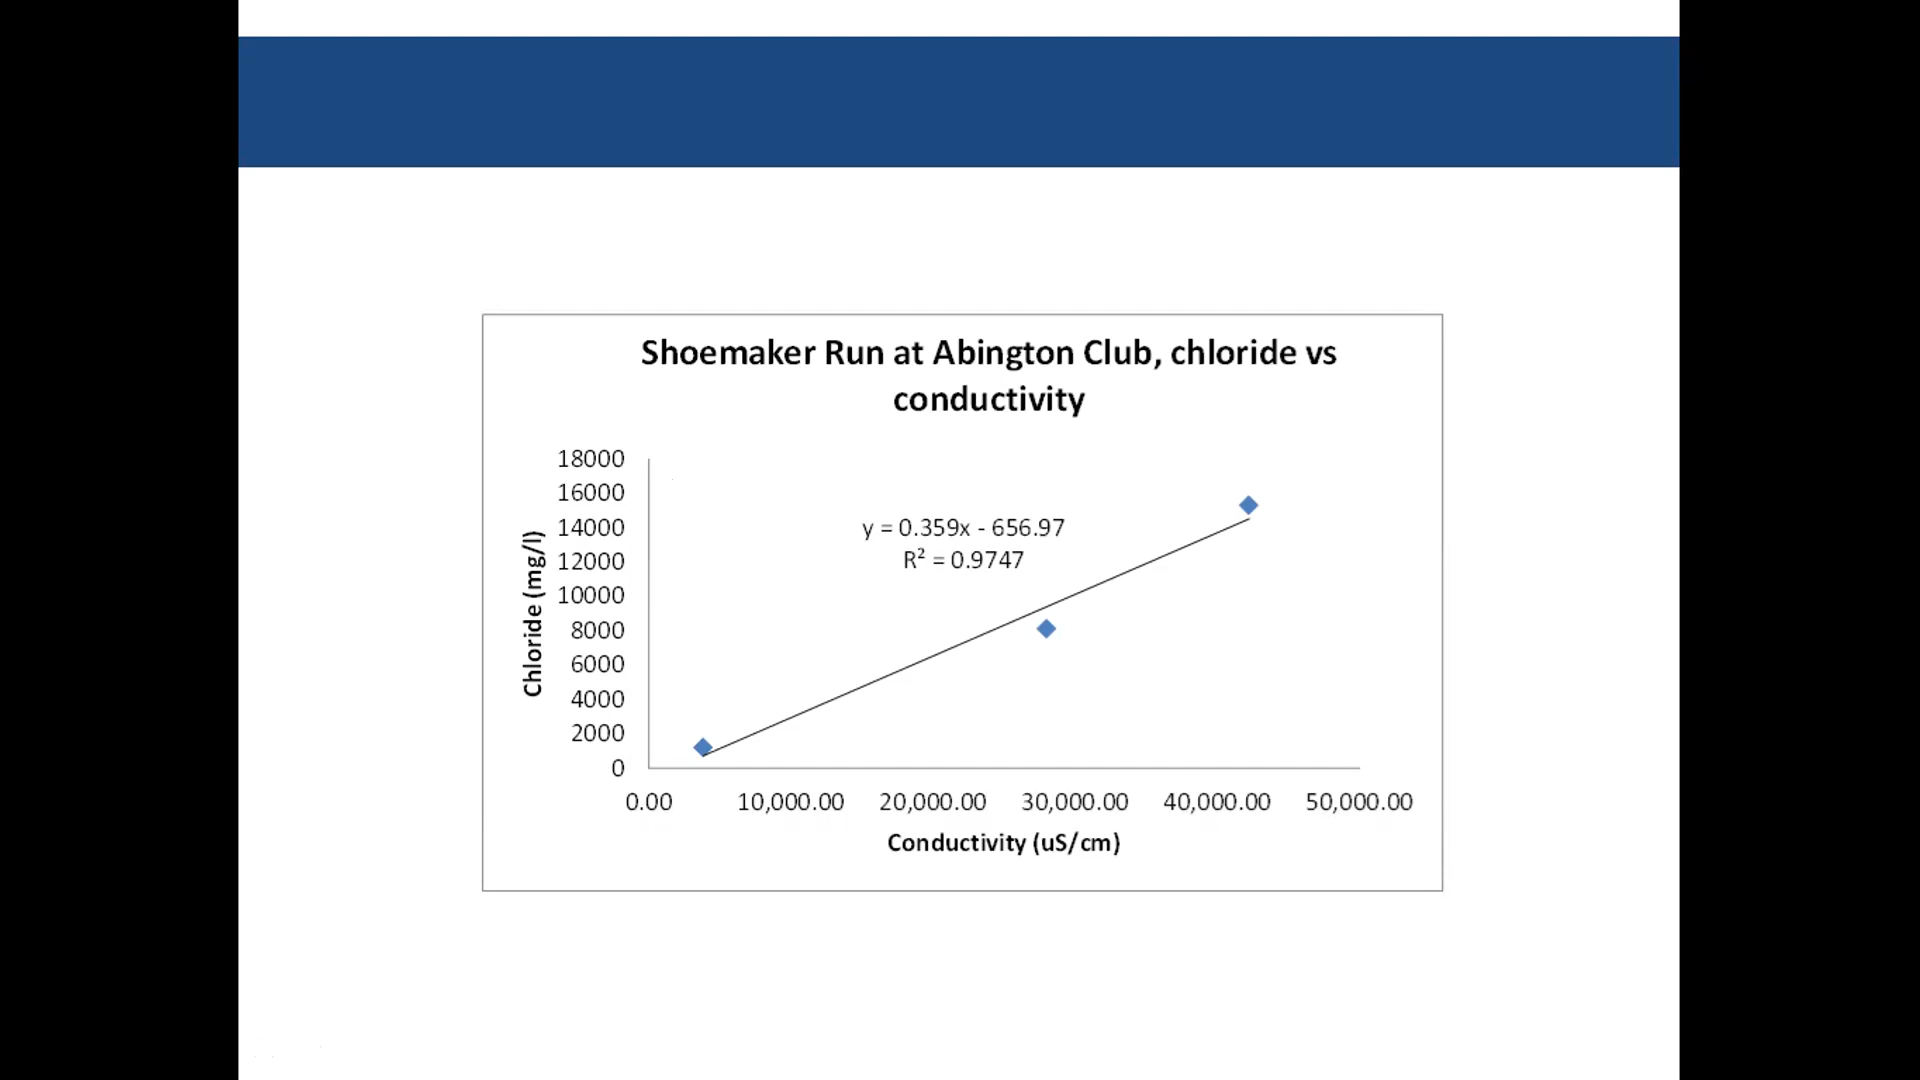 Shoemaker Run at Abington Club, chloride vs
conductivity
18000
16000
14000
12000
10000
8000
6000
4000
2000
0
Chloride (mg/l)
y = 0.359x - 656.97
R² = 0.9747
0.00 10,000.00 20,000.00 30,000.00 40,000.00 50,000.00
Conductivity (uS/cm)